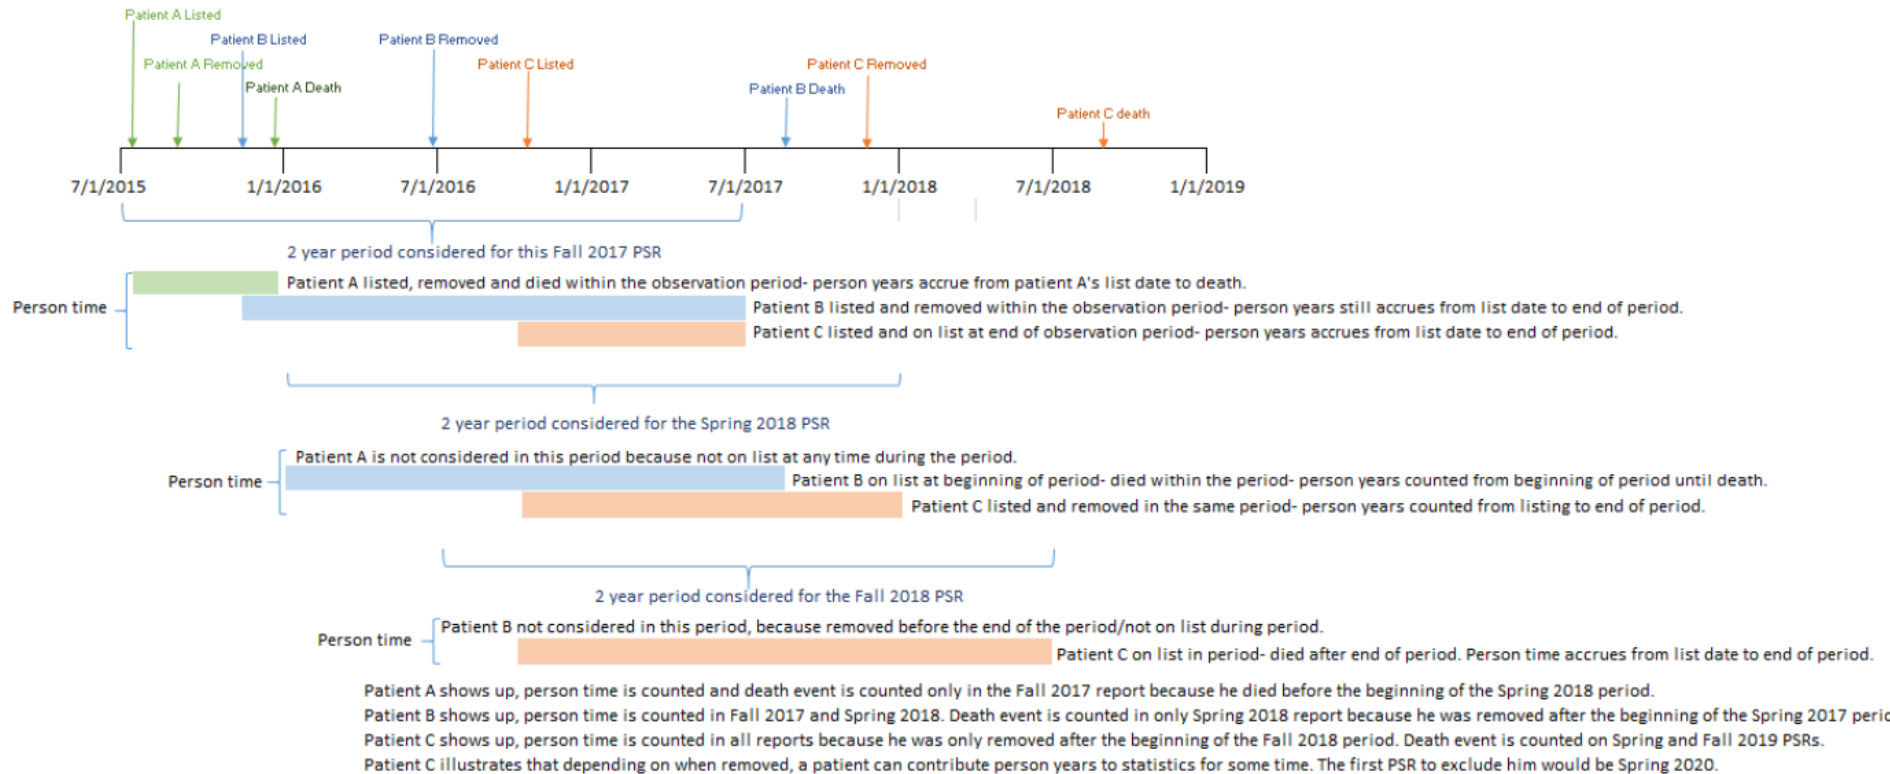 Patient A Listed
Patient B Listed
Patient B Removed
Patient A Removed
Patient C Listed
Patient C Removed
Patient A Death
Patient B Death
Patient C death
7/1/2015
1/1/2016
7/1/2016
1/1/2017
7/1/2017
1/1/2018
7/1/2018
1/1/2019
2 year period considered for this Fall 2017 PSR
Patient A listed, removed and died within the observation period- person years accrue from patient A's list date to death.
Person time
Patient B listed and removed within the observation period- person years still accrues from list date to end of period.
Patient C listed and on list at end of observation period- person years accrues from list date to end of period.
2 year period considered for the Spring 2018 PSR
Patient A is not considered in this period because not on list at any time during the period.
Person time
Patient B on list at beginning of period- died within the period- person years counted from beginning of period until death.
Patient C listed and removed in the same period- person years counted from listing to end of period.
2 year period considered for the Fall 2018 PSR
Patient B not considered in this period, because removed before the end of the period/not on list during period.
Person time
Patient C on list in period- died after end of period. Person time accrues from list date to end of period.
Patient A shows up, person time is counted and death event is counted only in the Fall 2017 report because he died before the beginning of the Spring 2018 period.
Patient B shows up, person time is counted in Fall 2017 and Spring 2018. Death event is counted in only Spring 2018 report because he was removed after the beginning of the Spring 2017 perio
Patient C shows up, person time is counted in all reports because he was only removed after the beginning of the Fall 2018 period. Death event is counted on Spring and Fall 2019 PSRs.
Patient C illustrates that depending on when removed, a patient can contribute person years to statistics for some time. The first PSR to exclude him would be Spring 2020.